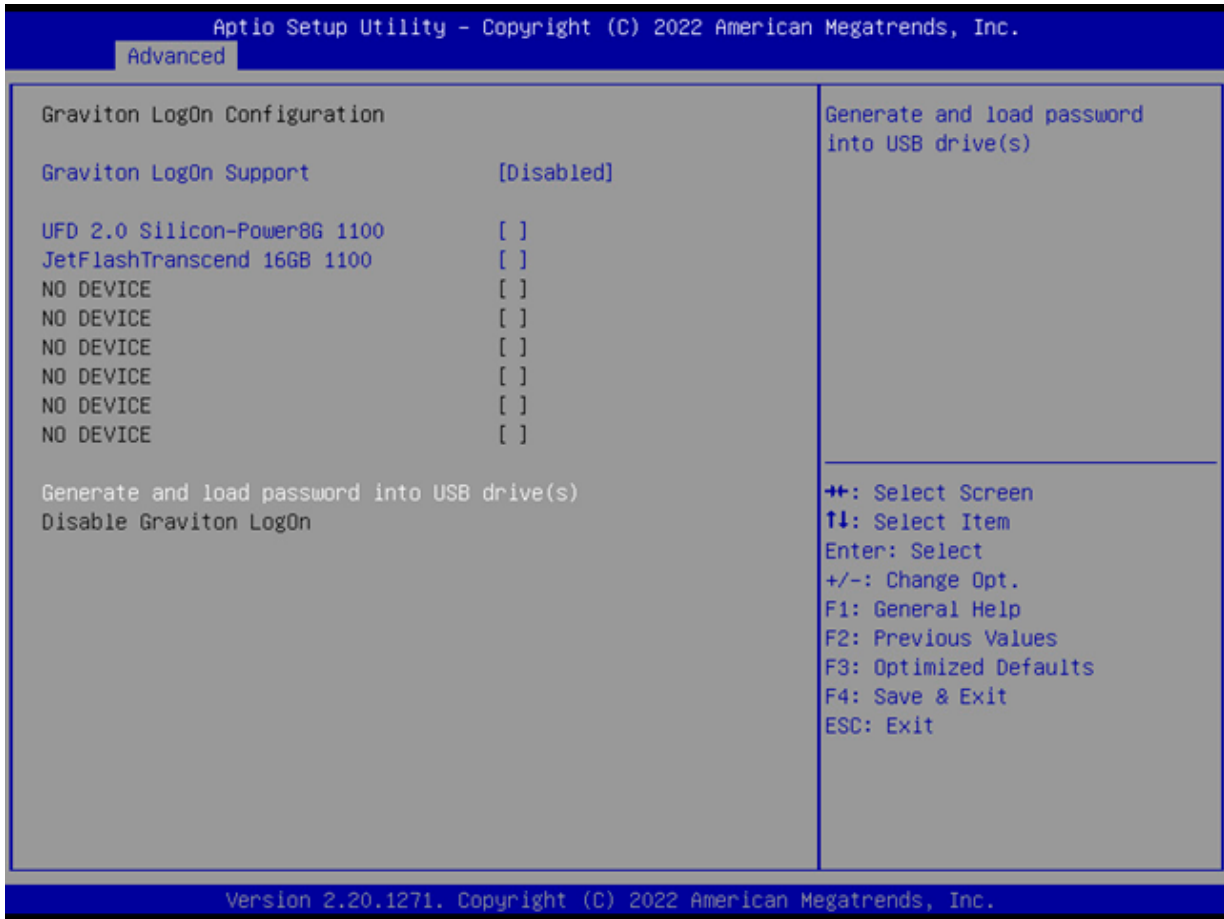 Aptio Setup Utility – Copyright (C) 2022 American Megatrends, Inc.
Advanced
Graviton LogOn Configuration
Graviton LogOn Support [Disabled]
UFD 2.0 Silicon-Power8G 1100 [ ]
JetFlashTranscend 16GB 1100 [ ]
NO DEVICE [ ]
NO DEVICE [ ]
NO DEVICE [ ]
NO DEVICE [ ]
NO DEVICE [ ]
NO DEVICE [ ]
Generate and load password into USB drive(s)
Disable Graviton LogOn
Generate and load password
into USB drive(s)
→←: Select Screen
↑↓: Select Item
Enter: Select
+/-: Change Opt.
F1: General Help
F2: Previous Values
F3: Optimized Defaults
F4: Save & Exit
ESC: Exit
Version 2.20.1271. Copyright (C) 2022 American Megatrends, Inc.